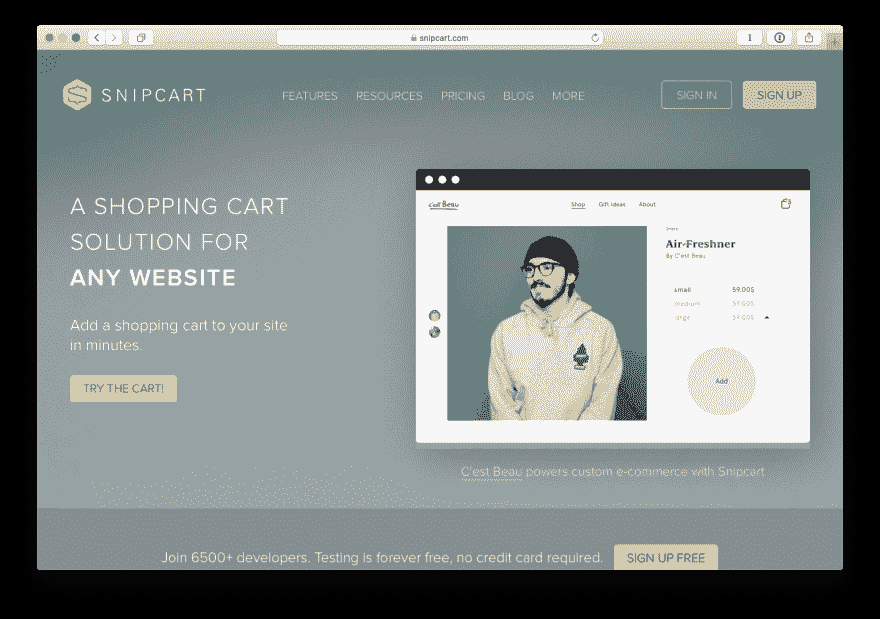 snipcart.com
SNIPCART
FEATURES RESOURCES PRICING BLOG MORE
SIGN IN SIGN UP
A SHOPPING CART
SOLUTION FOR
ANY WEBSITE
Add a shopping cart to your site
in minutes.
TRY THE CART!
C'est Beau
Shop Gift ideas About
Air-Freshner
By C'est Beau
small 59.00$
medium 59.00$
large 59.00$
Add
C'est Beau powers custom e-commerce with Snipcart
Join 6500+ developers. Testing is forever free, no credit card required. SIGN UP FREE